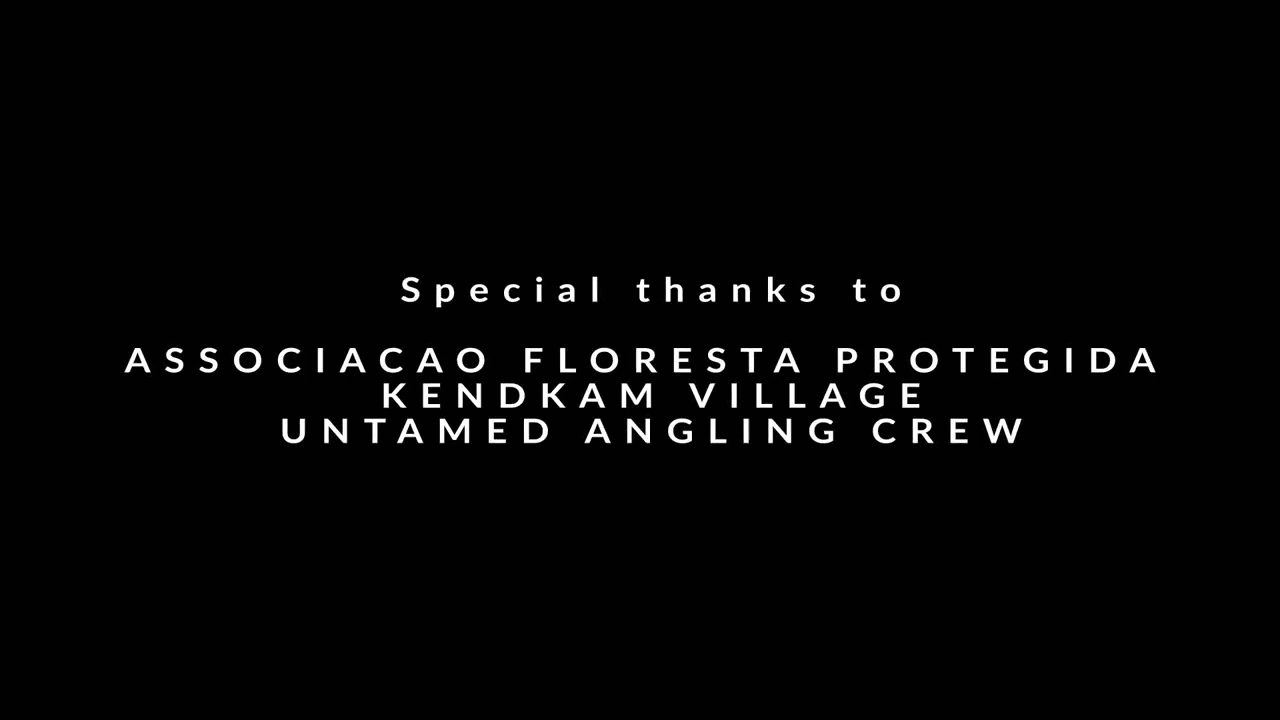 Special thanks to
ASSOCIACAO FLORESTA PROTEGIDA
KENDKAM VILLAGE
UNTAMED ANGLING CREW